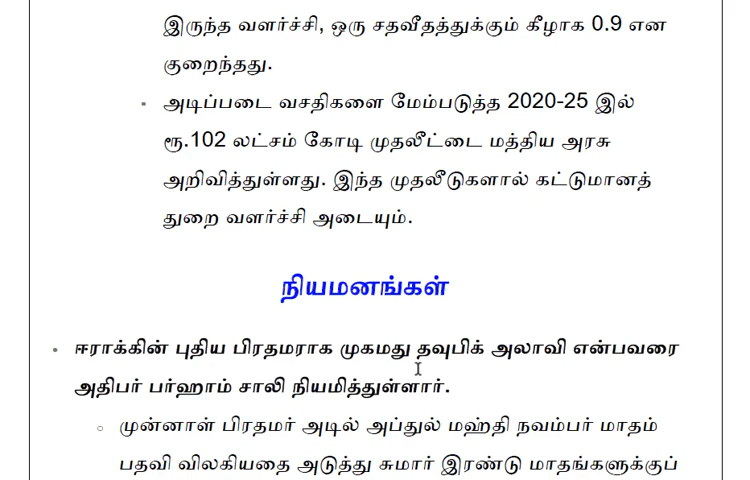 இருந்த வளர்ச்சி, ஒரு சதவீதத்துக்கும் கீழாக 0.9 என
குறைந்தது.
▪ அடிப்படை வசதிகளை மேம்படுத்த 2020-25 இல்
ரூ.102 லட்சம் கோடி முதலீட்டை மத்திய அரசு
அறிவித்துள்ளது. இந்த முதலீடுகளால் கட்டுமானத்
துறை வளர்ச்சி அடையும்.
நியமனங்கள்
• ஈராக்கின் புதிய பிரதமராக முகமது தவுபிக் அலாவி என்பவரை
அதிபர் பர்ஹாம் சாலி நியமித்துள்ளார்.
○ முன்னாள் பிரதமர் அடில் அப்துல் மஹ்தி நவம்பர் மாதம்
பதவி விலகியதை அடுத்து சுமார் இரண்டு மாதங்களுக்குப்